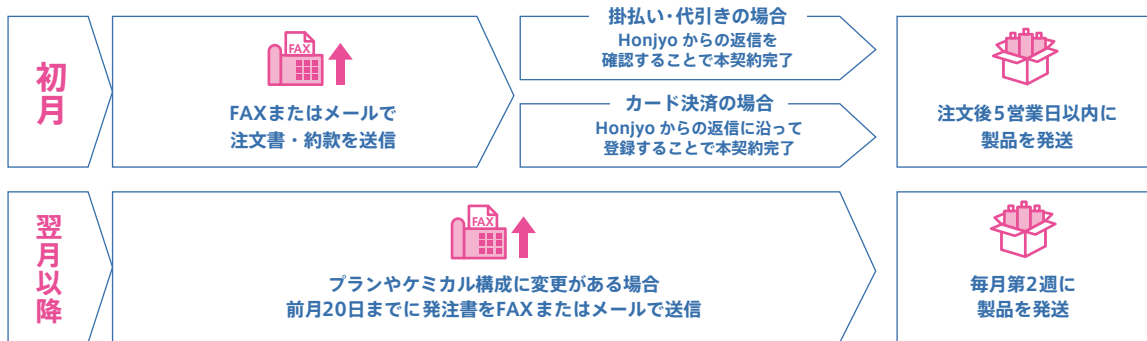 初月
FAX
FAXまたはメールで
注文書・約款を送信
掛払い・代引きの場合
Honjyo からの返信を
確認することで本契約完了
カード決済の場合
Honjyo からの返信に沿って
登録することで本契約完了
注文後5営業日以内に
製品を発送
翌月以降
FAX
プランやケミカル構成に変更がある場合
前月20日までに発注書をFAXまたはメールで送信
毎月第2週に
製品を発送